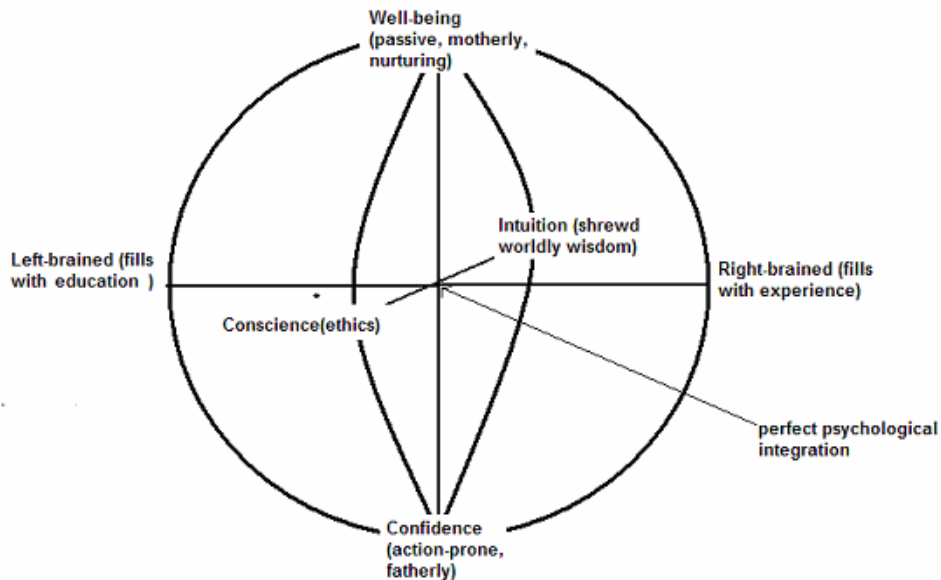 Well-being
(passive, motherly,
nurturing)
Intuition (shrewd
worldly wisdom)
Left-brained (fills
with education )
Right-brained (fills
with experience)
Conscience(ethics)
perfect psychological
integration
Confidence
(action-prone,
fatherly)